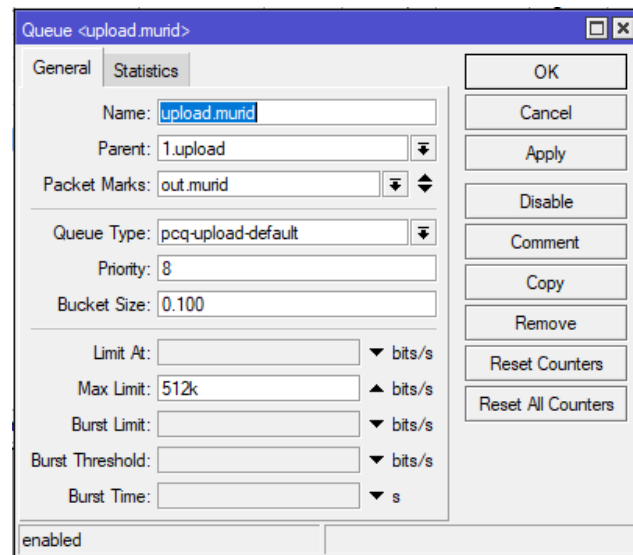 Queue <upload.murid>
General Statistics
Name: upload.murid
Parent: 1.upload
Packet Marks: out.murid
Queue Type: pcq-upload-default
Priority: 8
Bucket Size: 0.100
Limit At: bits/s
Max Limit: 512k bits/s
Burst Limit: bits/s
Burst Threshold: bits/s
Burst Time: s
enabled
OK
Cancel
Apply
Disable
Comment
Copy
Remove
Reset Counters
Reset All Counters